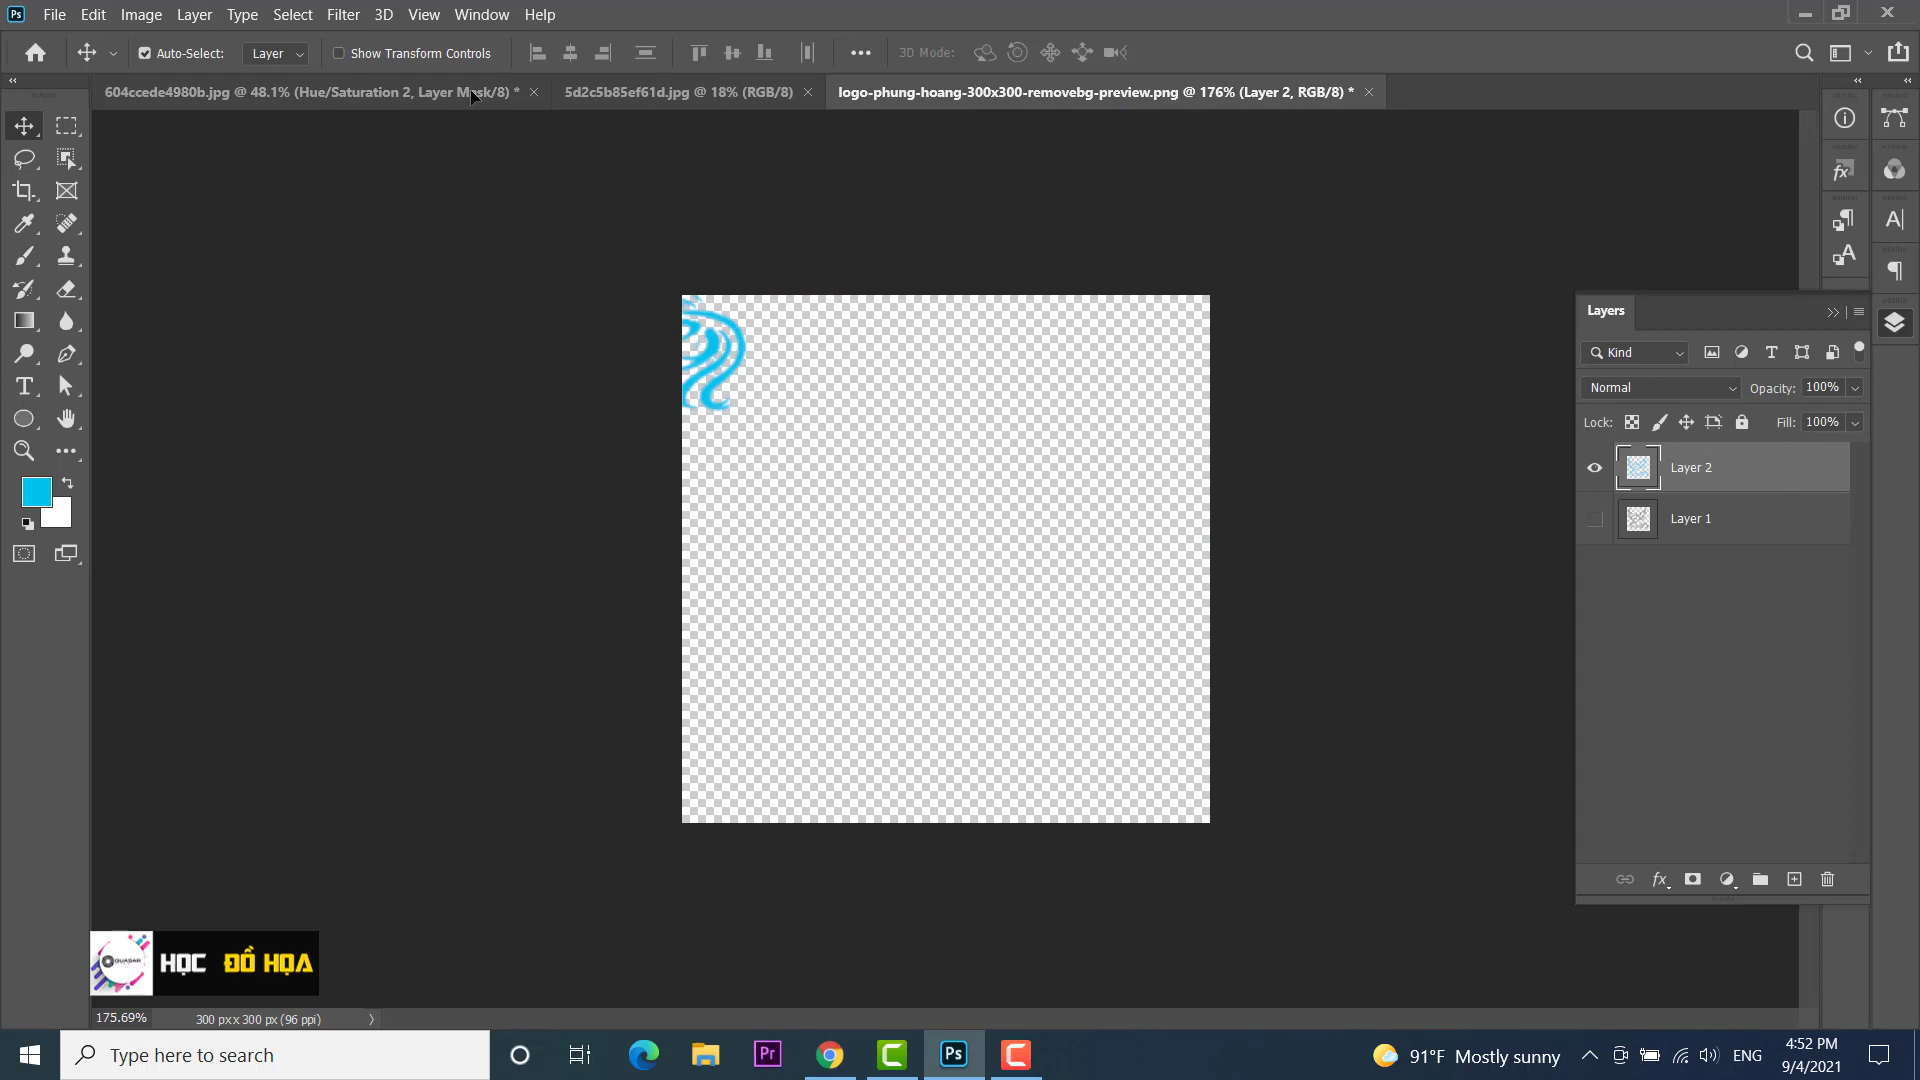 File Edit Image Layer Type Select Filter 3D View Window Help
Auto-Select: Layer Show Transform Controls 3D Mode:
604ccede4980b.jpg @ 48.1% (Hue/Saturation 2, Layer Mask/8) * 5d2c5b85ef61d.jpg @ 18% (RGB/8) logo-phung-hoang-300x300-removebg-preview.png @ 176% (Layer 2, RGB/8) *
Layers
Kind
Normal Opacity: 100%
Lock: Fill: 100%
Layer 2
Layer 1
QUASAR HỌC ĐỒ HỌA
175.69% 300 px x 300 px (96 ppi)
Type here to search
91°F Mostly sunny ENG
4:52 PM
9/4/2021